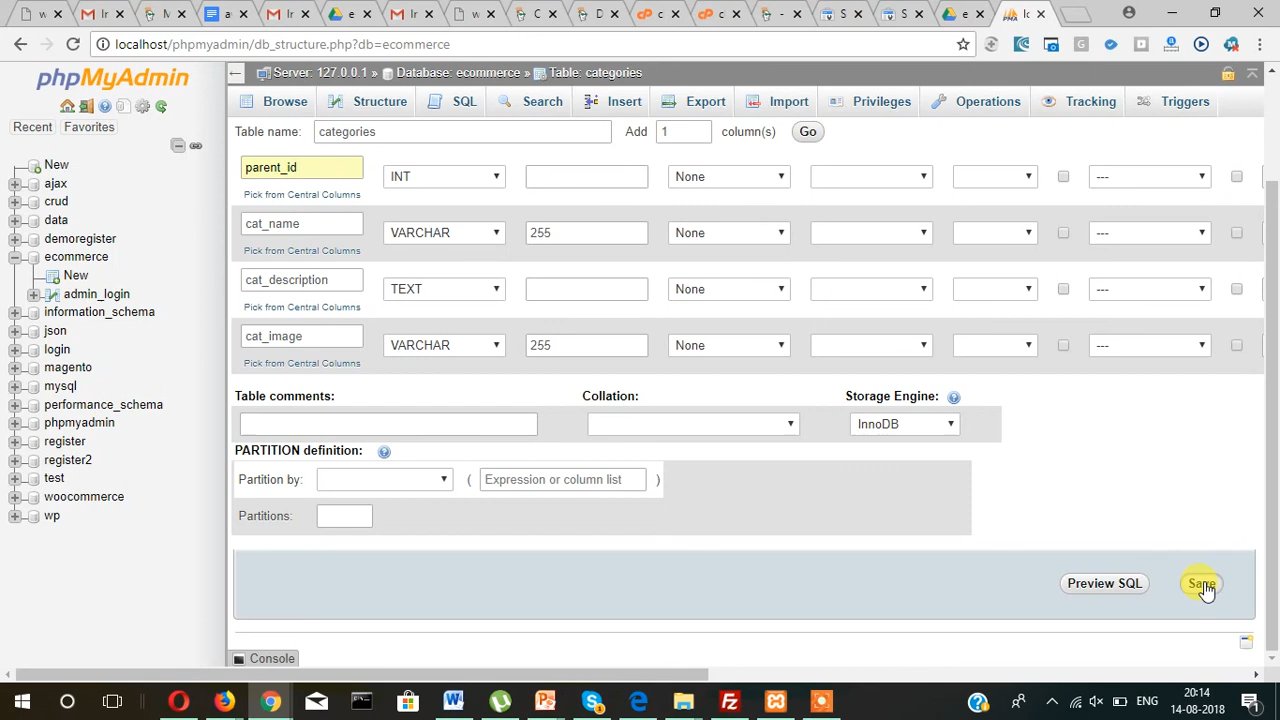 w
Ir
M
a
Ir
e
Ir
w
C
D
c
c
-
S
S
e
lo
localhost/phpmyadmin/db_structure.php?db=ecommerce
phpMyAdmin
Recent Favorites
New
ajax
crud
data
demoregister
ecommerce
New
admin_login
information_schema
json
login
magento
mysql
performance_schema
phpmyadmin
register
register2
test
woocommerce
wp
Server: 127.0.0.1 » Database: ecommerce » Table: categories
Browse Structure SQL Search Insert Export Import Privileges Operations Tracking Triggers
Table name: categories Add 1 column(s) Go
parent_id INT None ---
Pick from Central Columns
cat_name VARCHAR 255 None ---
Pick from Central Columns
cat_description TEXT None ---
Pick from Central Columns
cat_image VARCHAR 255 None ---
Pick from Central Columns
Table comments: Collation: Storage Engine:
InnoDB
PARTITION definition:
Partition by: ( Expression or column list )
Partitions:
Preview SQL Save
Console
ENG 20:14
14-08-2018